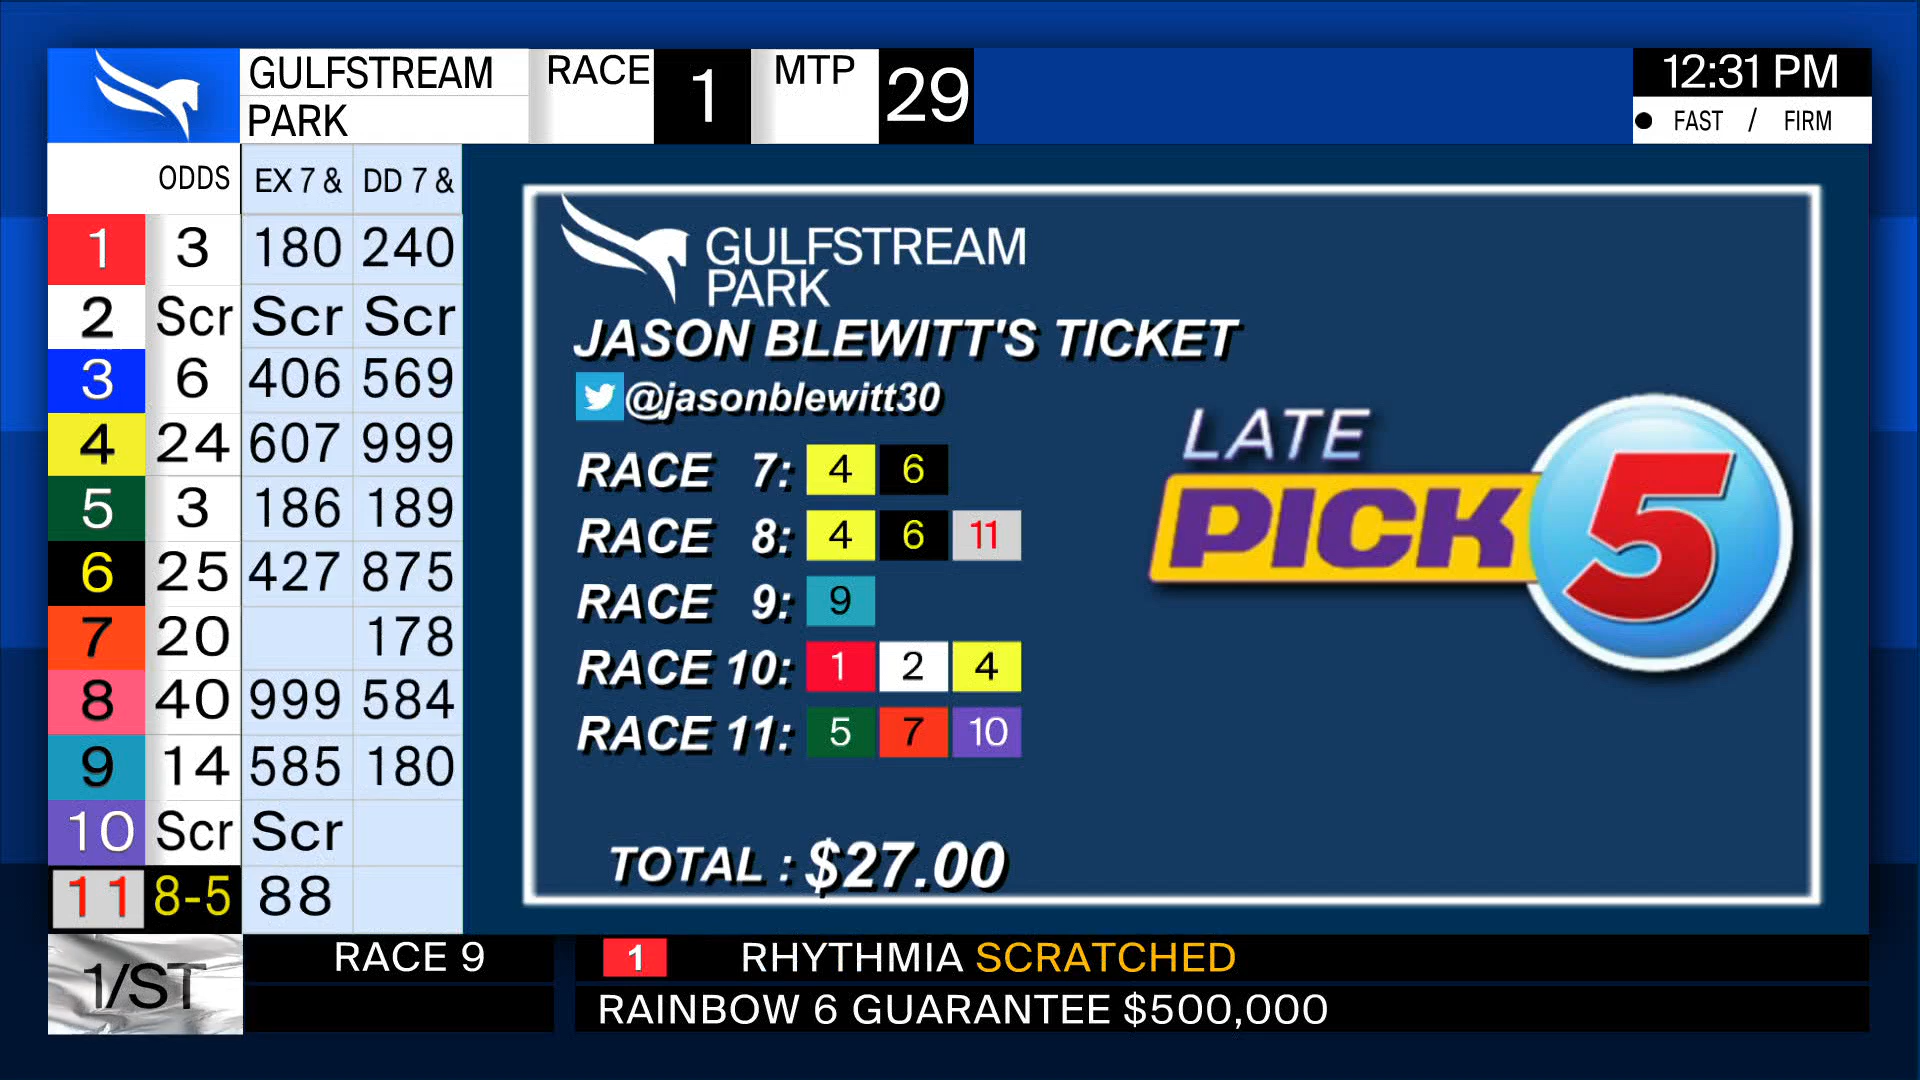 GULFSTREAM PARK RACE 1 MTP 29
12:31 PM
FAST / FIRM
ODDS EX 7 & DD 7 &
1 3 180 240
2 Scr Scr Scr
3 6 406 569
4 24 607 999
5 3 186 189
6 25 427 875
7 20 178
8 40 999 584
9 14 585 180
10 Scr Scr
11 8-5 88
GULFSTREAM
PARK
JASON BLEWITT'S TICKET
@jasonblewitt30
RACE 7: 4 6
RACE 8: 4 6 11
RACE 9: 9
RACE 10: 1 2 4
RACE 11: 5 7 10
TOTAL : $27.00
LATE
PICK 5
1/ST
RACE 9 1 RHYTHMIA SCRATCHED
RAINBOW 6 GUARANTEE $500,000